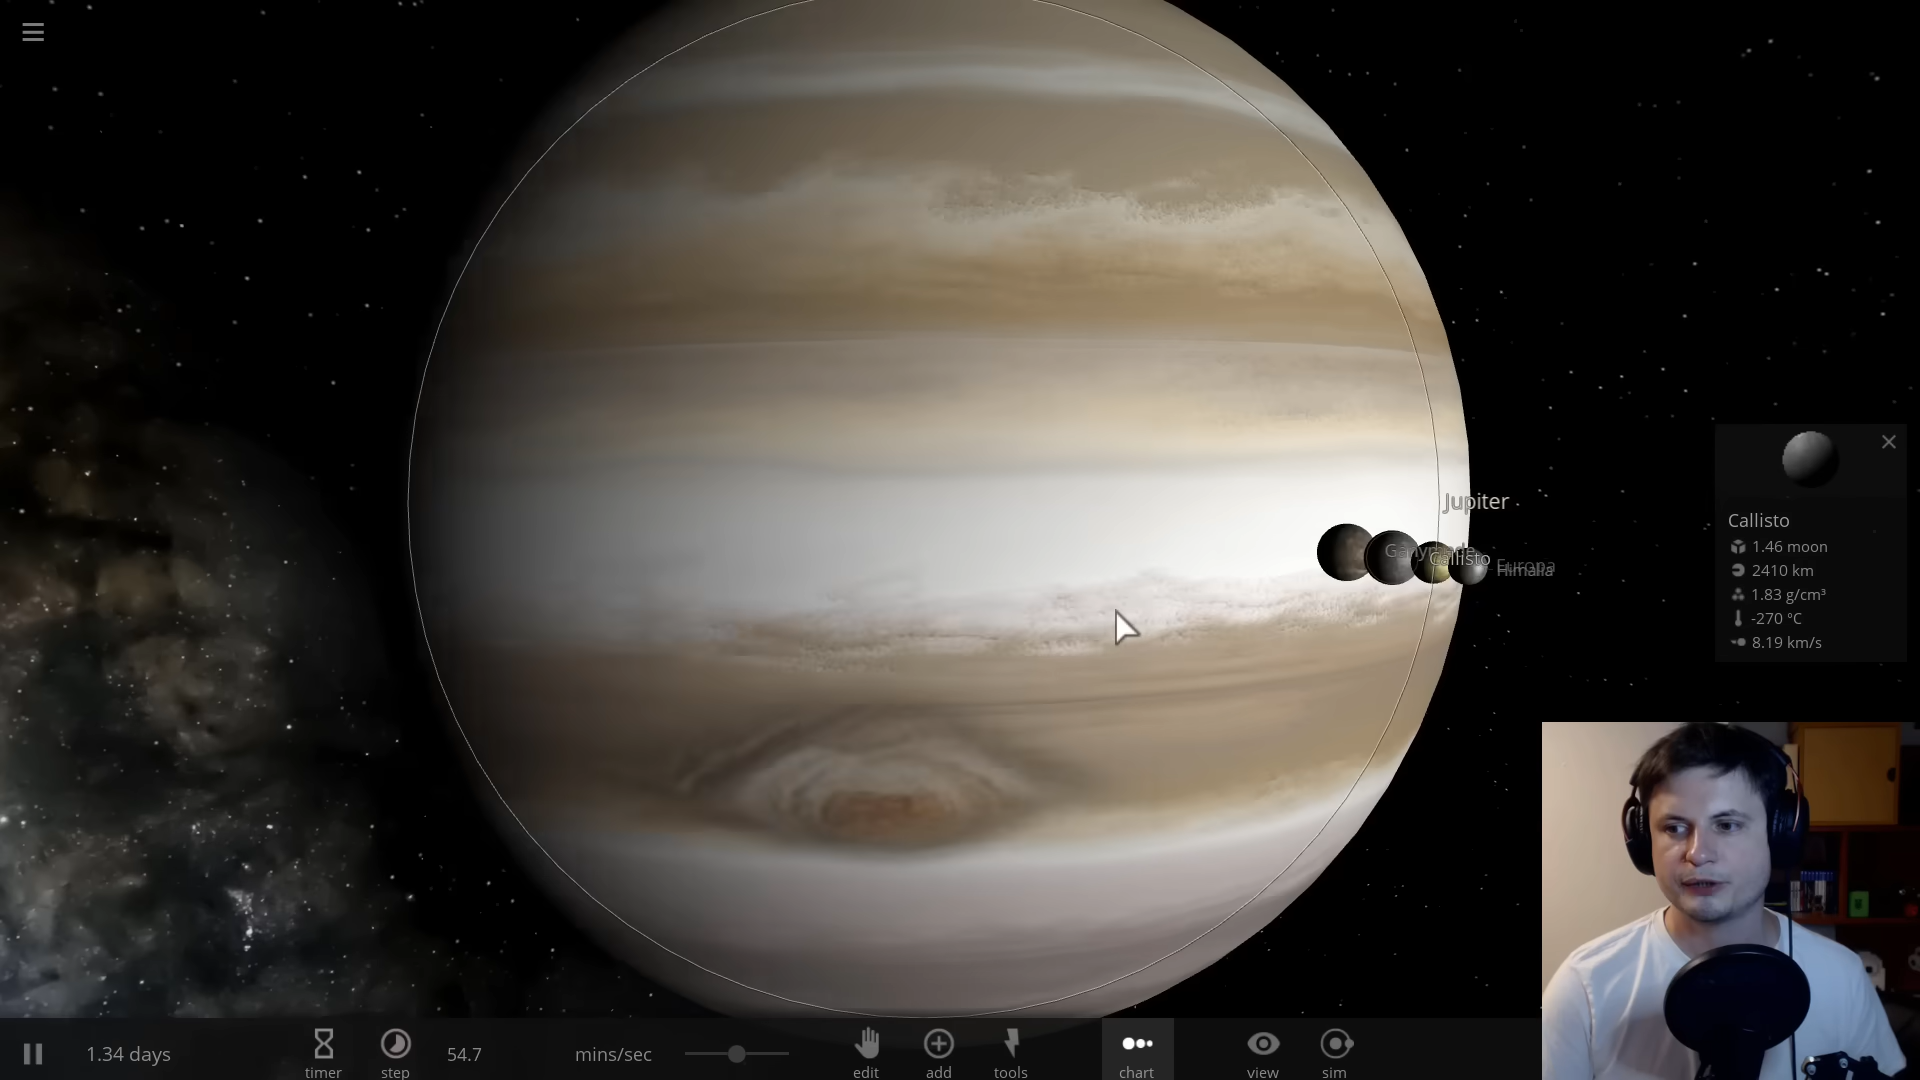 Jupiter
Ganymede
Callisto
Europa
Himalia
Callisto
1.46 moon
2410 km
1.83 g/cm³
-270 °C
8.19 km/s
1.34 days
timer
step
54.7
mins/sec
edit
add
tools
chart
view
sim